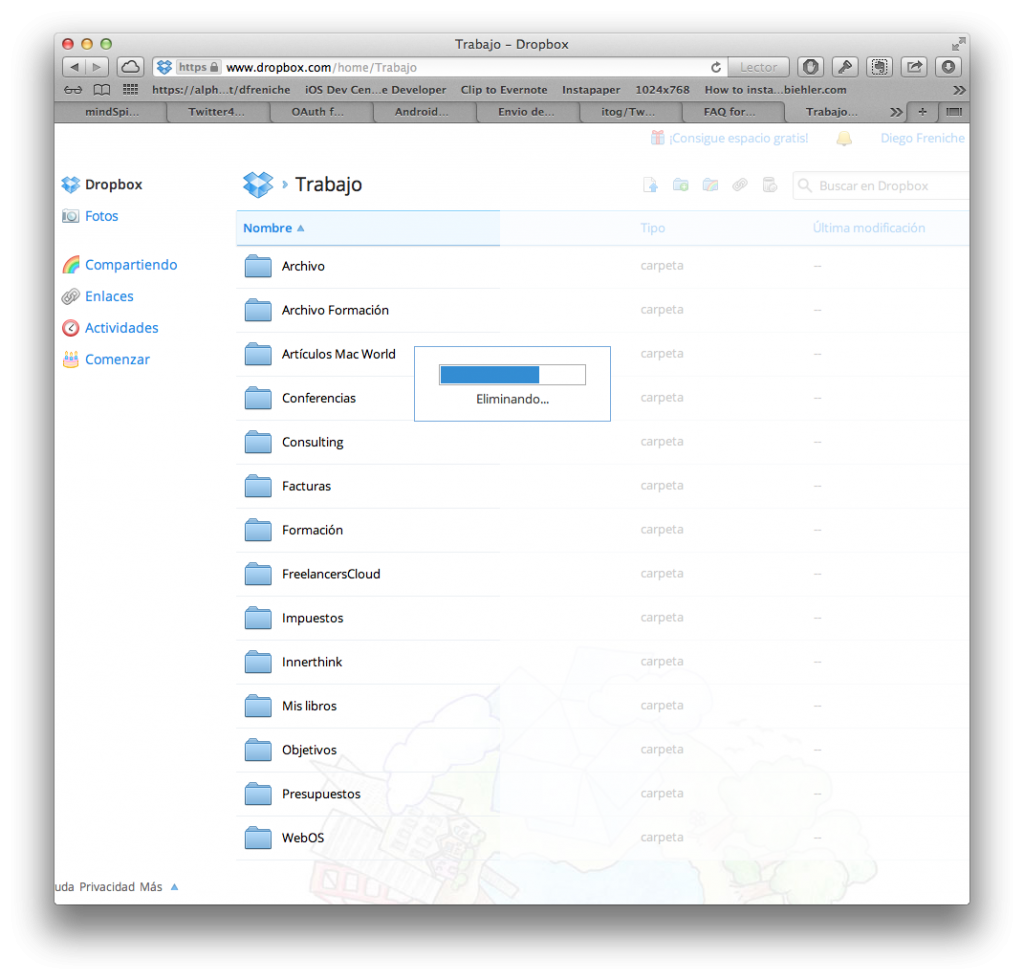 Trabajo – Dropbox
https www.dropbox.com/home/Trabajo Lector
https://alph...t/dfreniche iOS Dev Cen...e Developer Clip to Evernote Instapaper 1024x768 How to insta...biehler.com
mindSpi... Twitter4... OAuth f... Android... Envio de... itog/Tw... FAQ for... Trabajo...
¡Consigue espacio gratis! Diego Freniche
Dropbox
Fotos
Compartiendo
Enlaces
Actividades
Comenzar
› Trabajo
Buscar en Dropbox
Nombre Tipo Última modificación
Archivo carpeta --
Archivo Formación carpeta --
Artículos Mac World carpeta --
Conferencias carpeta --
Consulting carpeta --
Facturas carpeta --
Formación carpeta --
FreelancersCloud carpeta --
Impuestos carpeta --
Innerthink carpeta --
Mis libros carpeta --
Objetivos carpeta --
Presupuestos carpeta --
WebOS carpeta --
Eliminando...
uda Privacidad Más